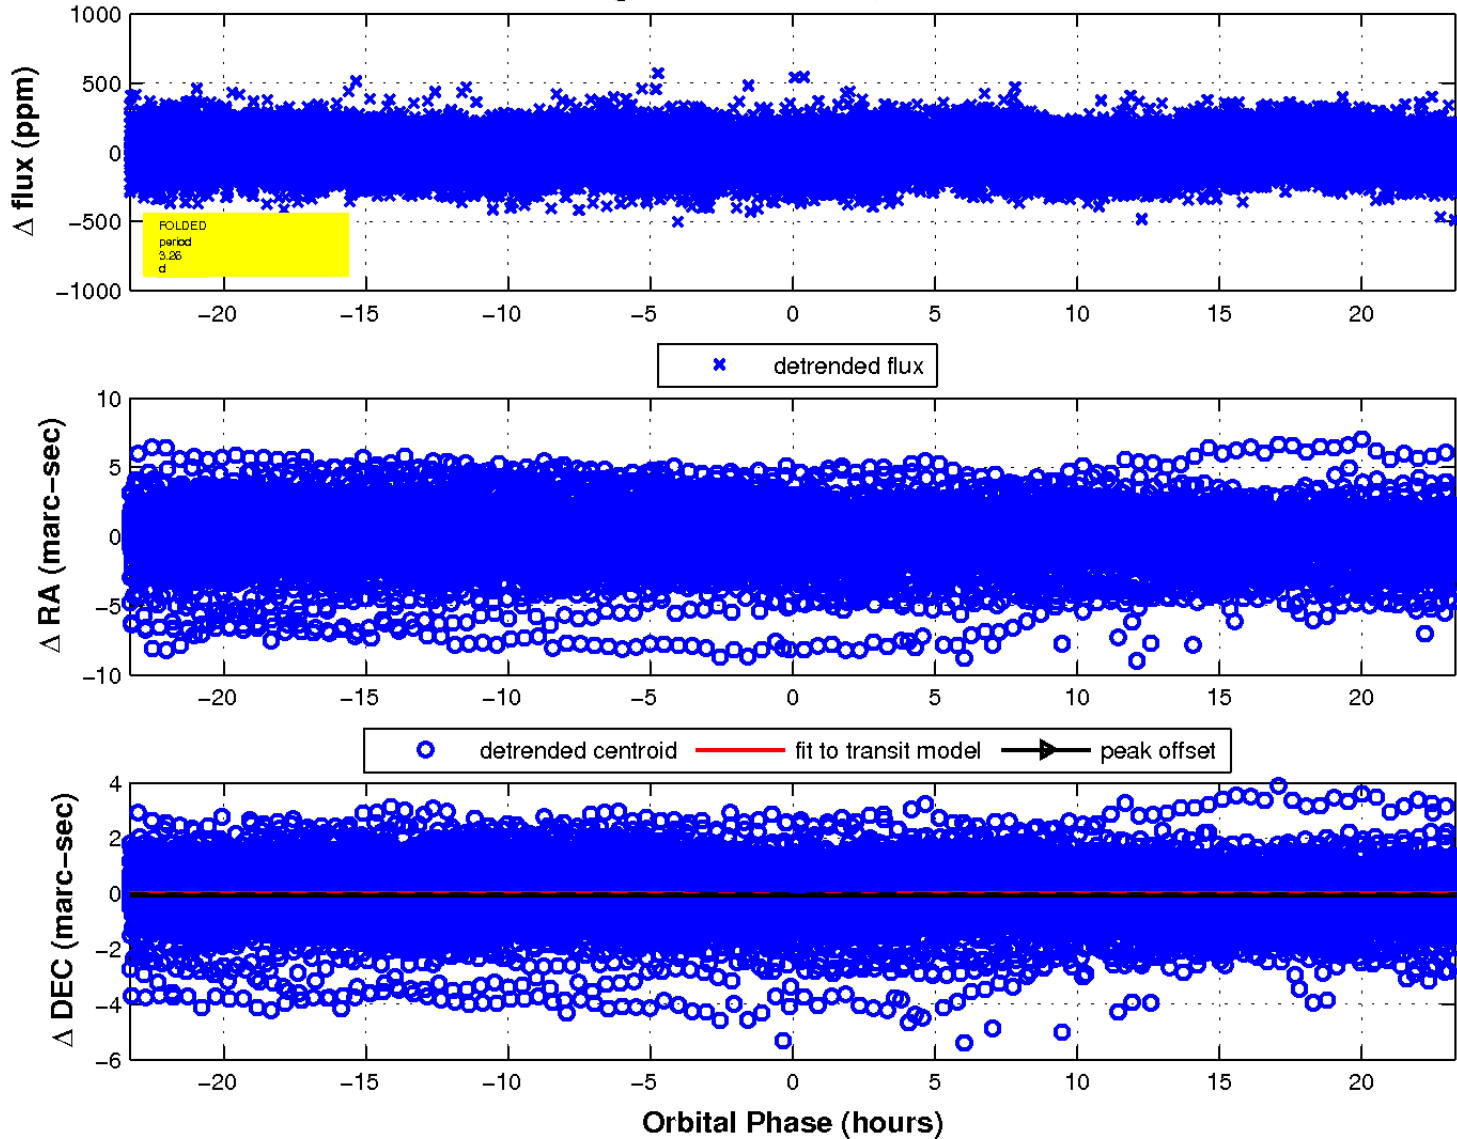 1000
500
0
−500
−1000
Δ flux (ppm)
FOLDED
period
3.26
d
−20 −15 −10 −5 0 5 10 15 20
detrended flux
10
5
0
−5
−10
Δ RA (marc−sec)
−20 −15 −10 −5 0 5 10 15 20
detrended centroid fit to transit model peak offset
4
2
0
−2
−4
−6
Δ DEC (marc−sec)
−20 −15 −10 −5 0 5 10 15 20
Orbital Phase (hours)